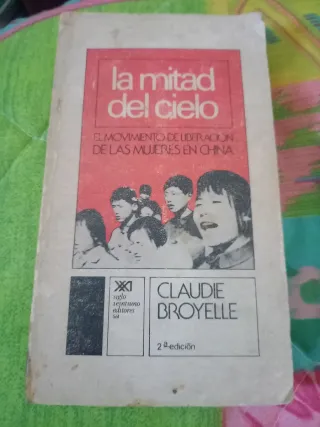 la mitad
del cielo
EL MOVIMIENTO DE LIBERACION
DE LAS MUJERES EN CHINA
XXI
siglo
veintiuno
editores
sa
CLAUDIE
BROYELLE
2ª edición